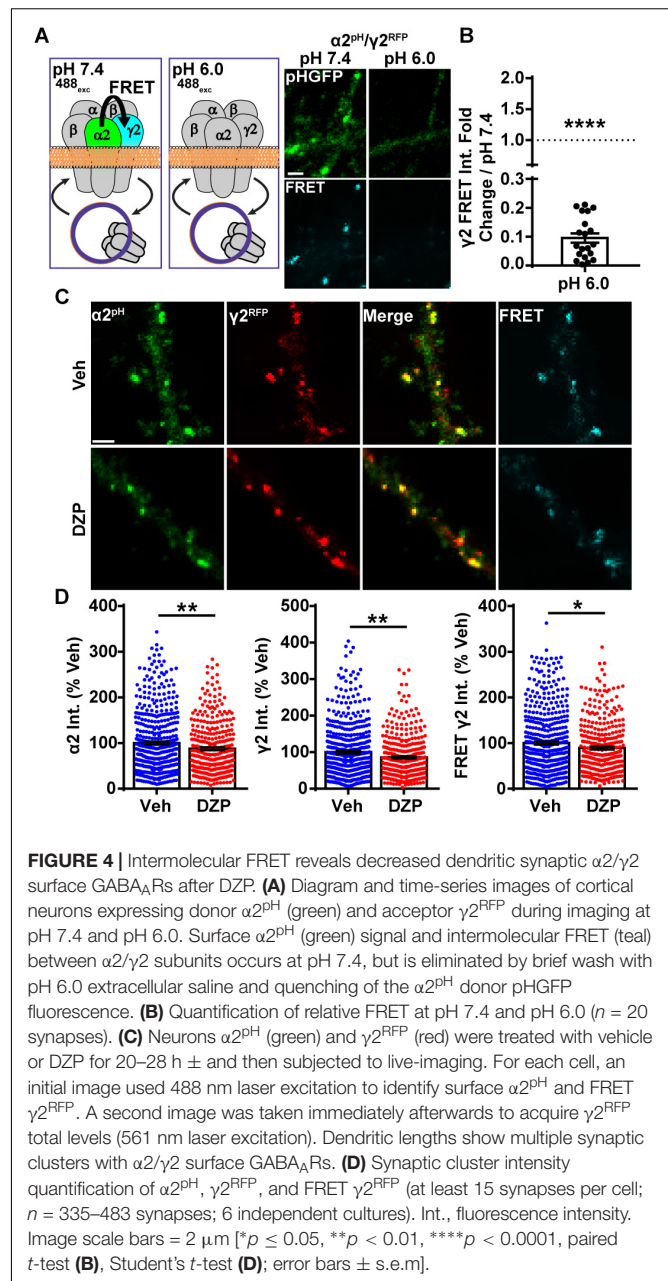 A
pH 7.4
488exc
FRET
α
β
β
α2
γ2
pH 6.0
488exc
α
β
β
α2
γ2
α2pH/γ2RFP
pH 7.4
pH 6.0
pHGFP
FRET
B
γ2 FRET Int. Fold
Change / pH 7.4
2.0
1.5
1.0
0.3
0.2
0.1
0.0
****
pH 6.0
C
α2pH
γ2RFP
Merge
FRET
Veh
DZP
D
α2 Int. (% Veh)
400
300
200
100
0
**
Veh
DZP
γ2 Int. (% Veh)
500
400
300
200
100
0
**
Veh
DZP
FRET γ2 Int. (% Veh)
400
300
200
100
0
*
Veh
DZP
FIGURE 4 | Intermolecular FRET reveals decreased dendritic synaptic α2/γ2
surface GABAARs after DZP. (A) Diagram and time-series images of cortical
neurons expressing donor α2pH (green) and acceptor γ2RFP during imaging at
pH 7.4 and pH 6.0. Surface α2pH (green) signal and intermolecular FRET (teal)
between α2/γ2 subunits occurs at pH 7.4, but is eliminated by brief wash with
pH 6.0 extracellular saline and quenching of the α2pH donor pHGFP
fluorescence. (B) Quantification of relative FRET at pH 7.4 and pH 6.0 (n = 20
synapses). (C) Neurons α2pH (green) and γ2RFP (red) were treated with vehicle
or DZP for 20–28 h ± and then subjected to live-imaging. For each cell, an
initial image used 488 nm laser excitation to identify surface α2pH and FRET
γ2RFP. A second image was taken immediately afterwards to acquire γ2RFP
total levels (561 nm laser excitation). Dendritic lengths show multiple synaptic
clusters with α2/γ2 surface GABAARs. (D) Synaptic cluster intensity
quantification of α2pH, γ2RFP, and FRET γ2RFP (at least 15 synapses per cell;
n = 335–483 synapses; 6 independent cultures). Int., fluorescence intensity.
Image scale bars = 2 μm [*p ≤ 0.05, **p < 0.01, ****p < 0.0001, paired
t-test (B), Student's t-test (D); error bars ± s.e.m].